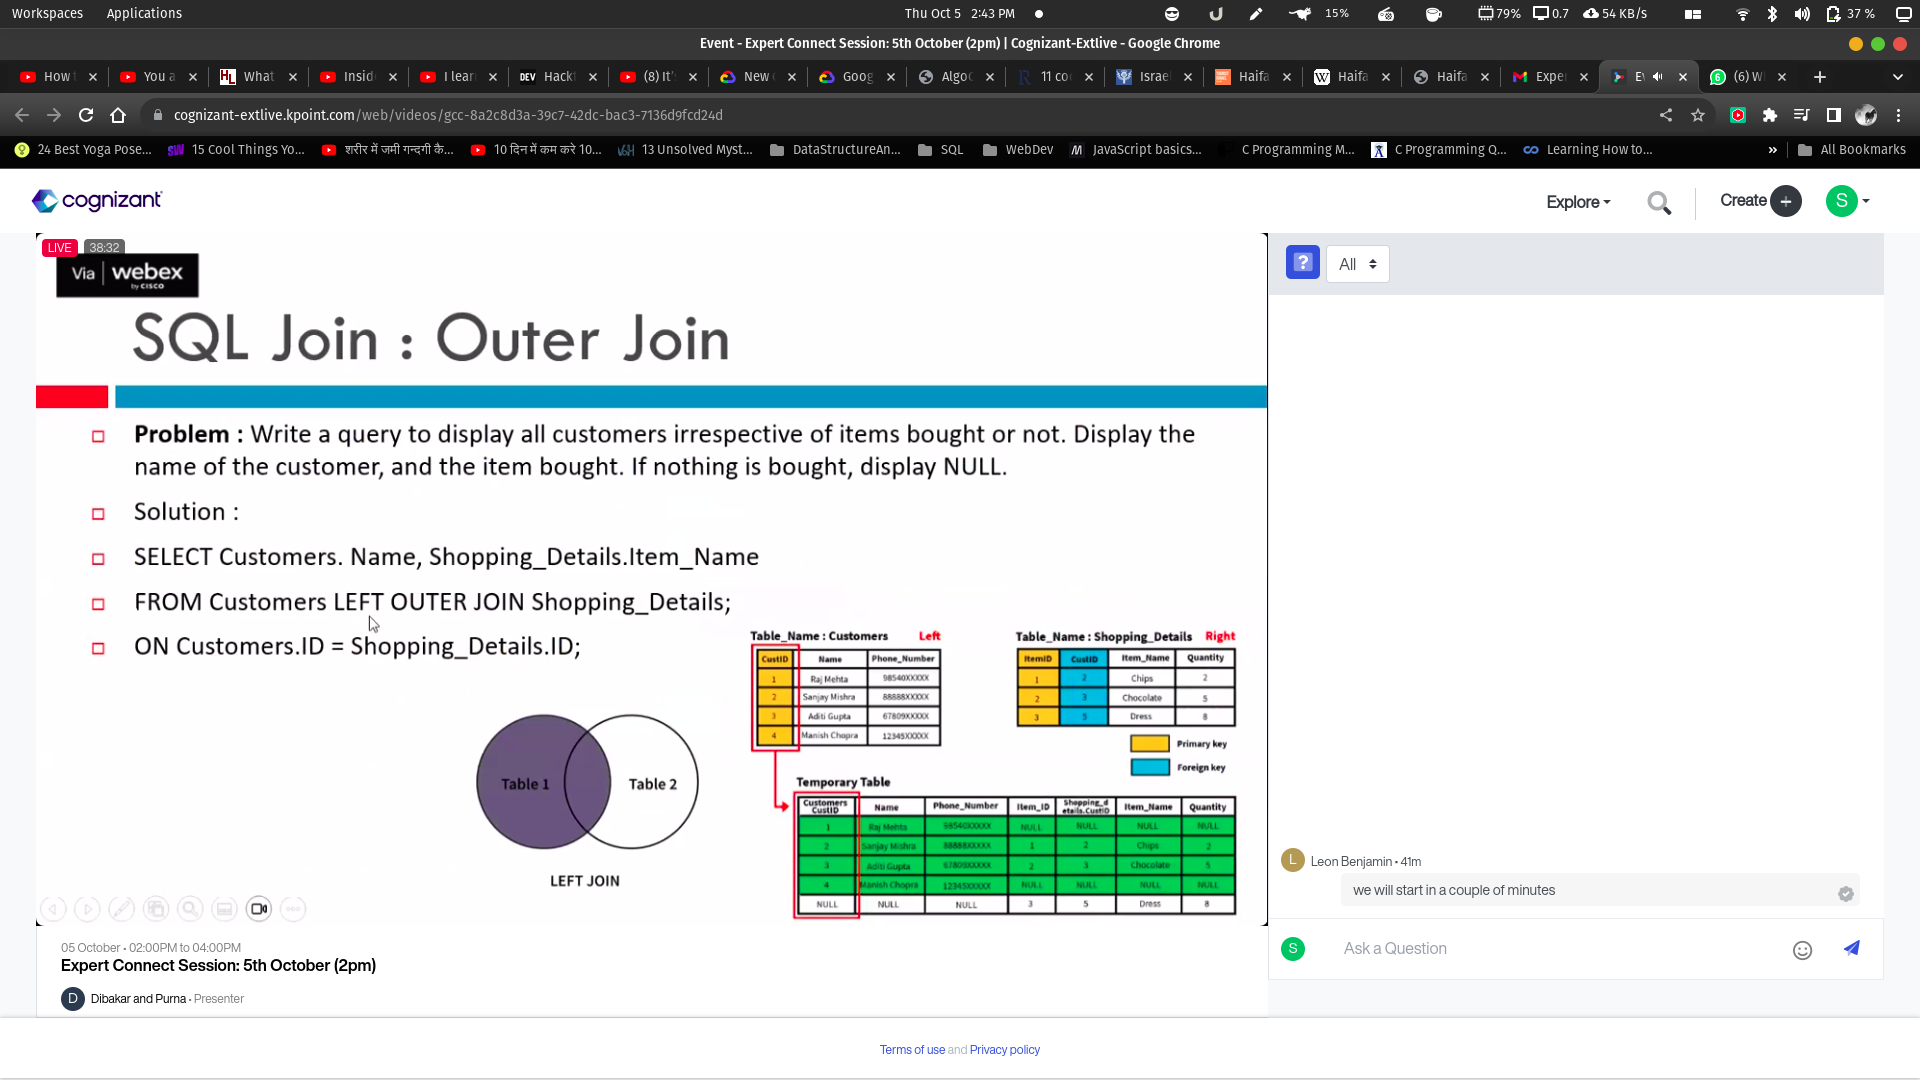 Workspaces Applications Thu Oct 5 2:43 PM 15% 79% 0.7 54 KB/s 37 %
Event - Expert Connect Session: 5th October (2pm) | Cognizant-Extlive - Google Chrome
How t You a What Insid I lear DEV Hackt (8) It' New Goog AlgoC 11 co Israe Haifa Haifa Haifa Expe E (6) W
cognizant-extlive.kpoint.com/web/videos/gcc-8a2c8d3a-39c7-42dc-bac3-7136d9fcd24d
24 Best Yoga Pose... 15 Cool Things Yo... शरीर में जमी गन्दगी कै... 10 दिन में कम करे 10... 13 Unsolved Myst... DataStructureAn... SQL WebDev JavaScript basics... C Programming M... C Programming Q... Learning How to... » All Bookmarks
cognizant Explore Create S
LIVE 38:32
Via webex
by CISCO
? All
SQL Join : Outer Join
Problem : Write a query to display all customers irrespective of items bought or not. Display the
name of the customer, and the item bought. If nothing is bought, display NULL.
Solution :
SELECT Customers. Name, Shopping_Details.Item_Name
FROM Customers LEFT OUTER JOIN Shopping_Details;
ON Customers.ID = Shopping_Details.ID;
Table_Name : Customers Left
CustID Name Phone_Number
1 Raj Mehta 98540XXXXX
2 Sanjay Mishra 88888XXXXX
3 Aditi Gupta 67809XXXXX
4 Manish Chopra 12345XXXXX
Table_Name : Shopping_Details Right
ItemID CustID Item_Name Quantity
1 2 Chips 2
2 3 Chocolate 5
3 5 Dress 8
Primary key
Foreign key
Table 1 Table 2
LEFT JOIN
Temporary Table
Customers CustID Name Phone_Number Item_ID Shopping_details.CustID Item_Name Quantity
1 Raj Mehta 98540XXXXX NULL NULL NULL NULL
2 Sanjay Mishra 88888XXXXX 1 2 Chips 2
3 Aditi Gupta 67809XXXXX 2 3 Chocolate 5
4 Manish Chopra 12345XXXXX NULL NULL NULL NULL
NULL NULL NULL 3 5 Dress 8
L Leon Benjamin • 41m
we will start in a couple of minutes
S Ask a Question
05 October • 02:00PM to 04:00PM
Expert Connect Session: 5th October (2pm)
D Dibakar and Purna • Presenter
Terms of use and Privacy policy